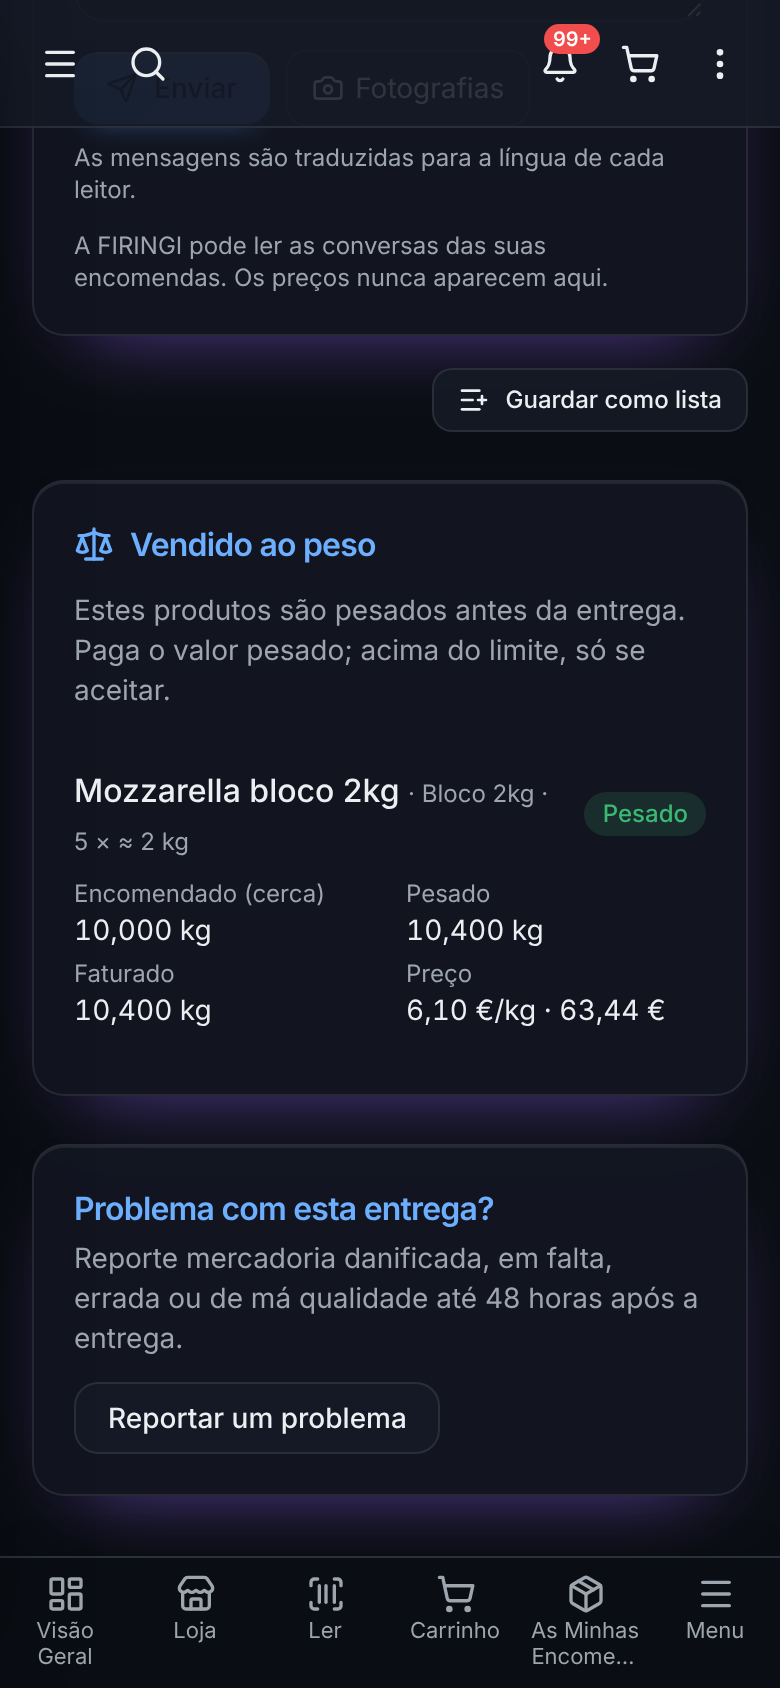 99+
Enviar
Fotografias
As mensagens são traduzidas para a língua de cada
leitor.
A FIRINGI pode ler as conversas das suas
encomendas. Os preços nunca aparecem aqui.
Guardar como lista
Vendido ao peso
Estes produtos são pesados antes da entrega.
Paga o valor pesado; acima do limite, só se
aceitar.
Mozzarella bloco 2kg · Bloco 2kg ·
5 × ≈ 2 kg
Pesado
Encomendado (cerca)
10,000 kg
Pesado
10,400 kg
Faturado
10,400 kg
Preço
6,10 €/kg · 63,44 €
Problema com esta entrega?
Reporte mercadoria danificada, em falta,
errada ou de má qualidade até 48 horas após a
entrega.
Reportar um problema
Visão
Geral
Loja
Ler
Carrinho
As Minhas
Encome...
Menu